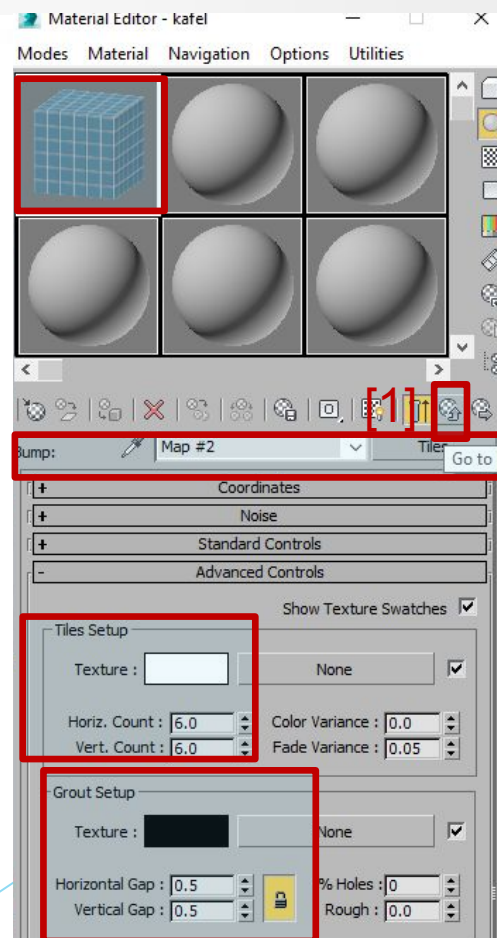 Material Editor - kafel
Modes Material Navigation Options Utilities
[1]
Bump: Map #2 Tiles
Go to
+ Coordinates
+ Noise
+ Standard Controls
- Advanced Controls
Show Texture Swatches
Tiles Setup
Texture : None
Horiz. Count : 6.0 Color Variance : 0.0
Vert. Count : 6.0 Fade Variance : 0.05
Grout Setup
Texture : None
Horizontal Gap : 0.5 % Holes : 0
Vertical Gap : 0.5 Rough : 0.0